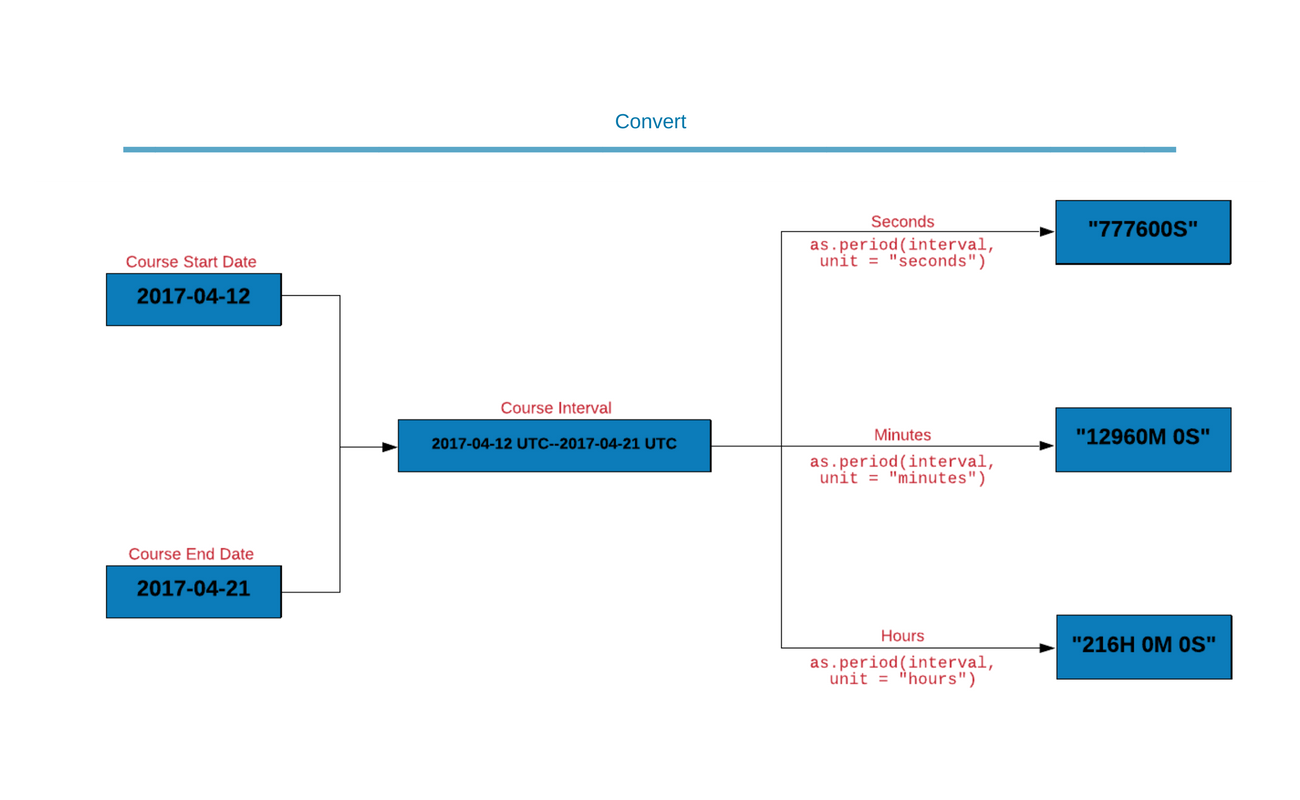 Convert
Course Start Date
2017-04-12
Course End Date
2017-04-21
Course Interval
2017-04-12 UTC--2017-04-21 UTC
Seconds
as.period(interval,
unit = "seconds")
"777600S"
Minutes
as.period(interval,
unit = "minutes")
"12960M 0S"
Hours
as.period(interval,
unit = "hours")
"216H 0M 0S"